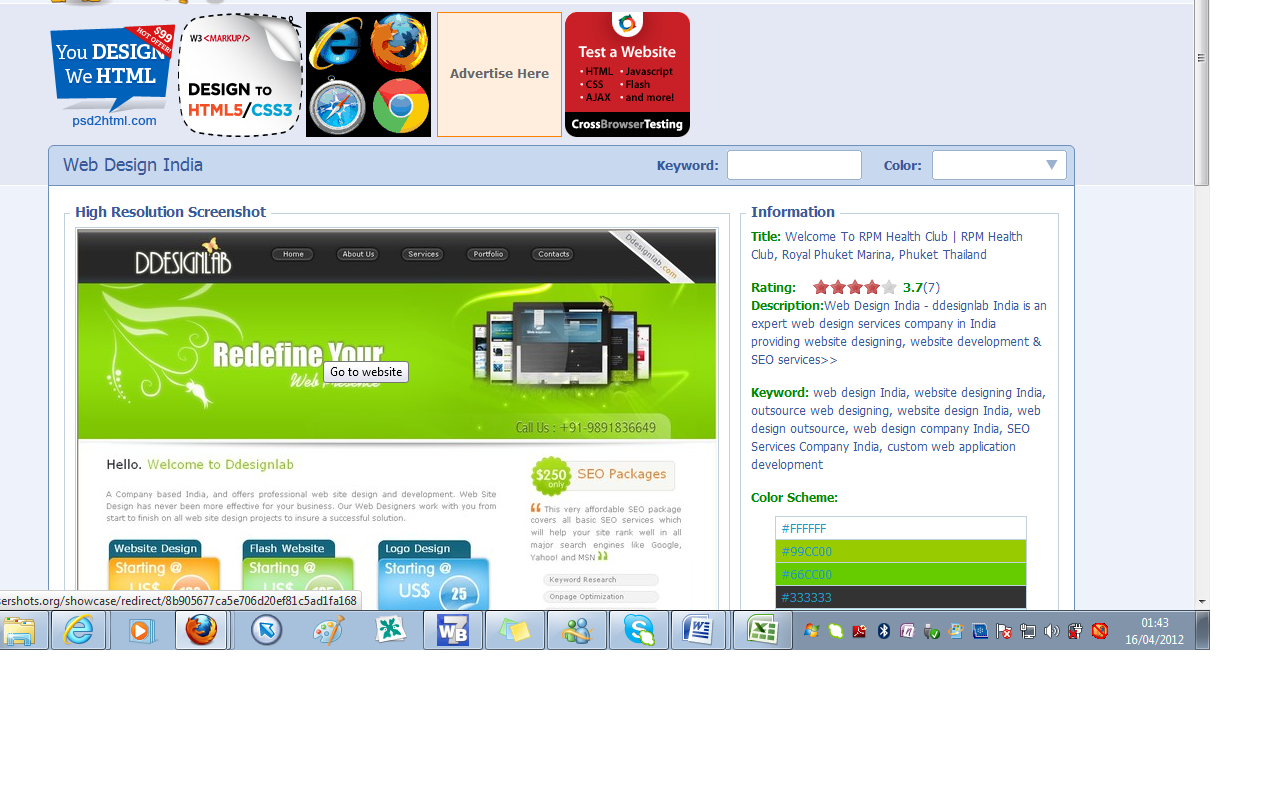 $99
HOT OFFER!
You DESIGN
We HTML
psd2html.com
W3 <MARKUP/>
DESIGN TO
HTML5/CSS3
Advertise Here
Test a Website
• HTML • Javascript
• CSS • Flash
• AJAX • and more!
CrossBrowserTesting
Web Design India
Keyword:
Color:
High Resolution Screenshot
DDESIGNLAB
Home
About Us
Services
Portfolio
Contacts
Ddesignlab.com
Redefine Your
Web Presence
Go to website
Call Us : +91-9891836649
Hello. Welcome to Ddesignlab
A Company based India, and offers professional web site design and development. Web Site
Design has never been more effective for your business. Our Web Designers work with you from
start to finish on all web site design projects to insure a successful solution.
$250
only
SEO Packages
This very affordable SEO package
covers all basic SEO services which
will help your site rank well in all
major search engines like Google,
Yahoo! and MSN
Keyword Research
Onpage Optimization
Website Design
Starting @
US$
Flash Website
Starting @
US$
Logo Design
Starting @
US$ 25
Information
Title: Welcome To RPM Health Club | RPM Health
Club, Royal Phuket Marina, Phuket Thailand
Rating: 3.7(7)
Description:Web Design India - ddesignlab India is an
expert web design services company in India
providing website designing, website development &
SEO services>>
Keyword: web design India, website designing India,
outsource web designing, website design India, web
design outsource, web design company India, SEO
Services Company India, custom web application
development
Color Scheme:
#FFFFFF
#99CC00
#66CC00
#333333
sershots.org/showcase/redirect/8b905677ca5e706d20ef81c5ad1fa168
01:43
16/04/2012